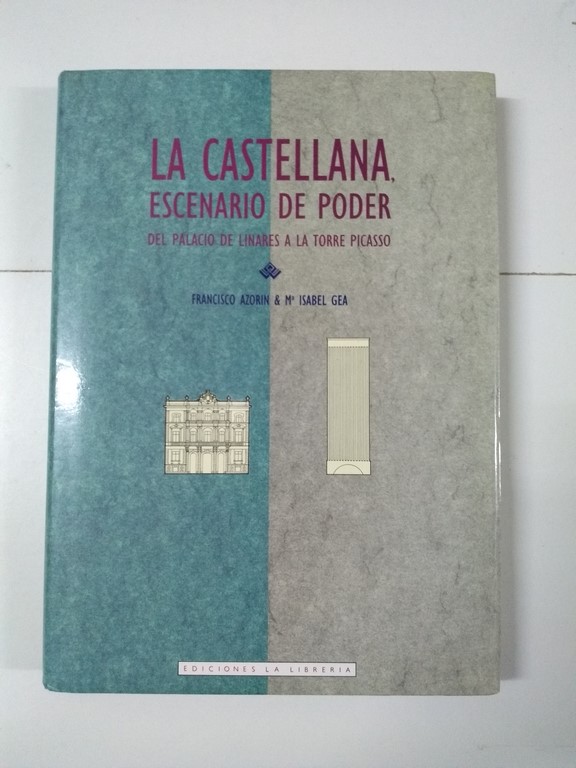 LA CASTELLANA,
ESCENARIO DE PODER
DEL PALACIO DE LINARES A LA TORRE PICASSO
FRANCISCO AZORIN & Mª ISABEL GEA
EDICIONES LA LIBRERIA